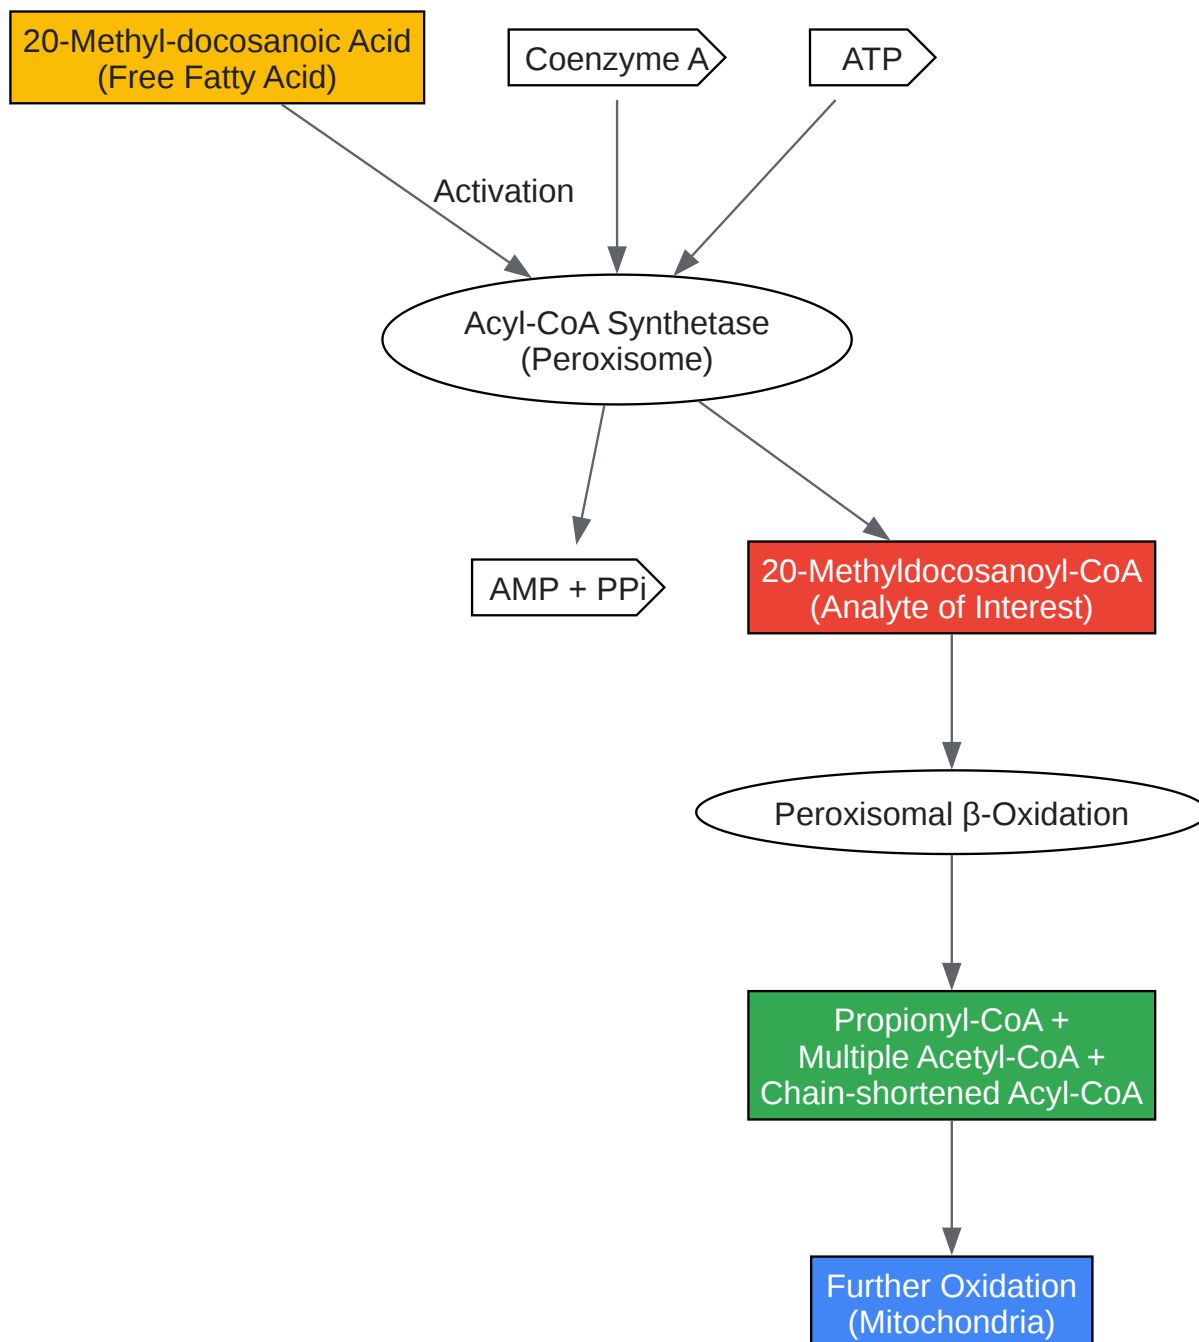 20-Methyl-docosanoic Acid
(Free Fatty Acid)
Coenzyme A
ATP
Activation
Acyl-CoA Synthetase
(Peroxisome)
AMP + PPi
20-Methyldocosanoyl-CoA
(Analyte of Interest)
Peroxisomal β-Oxidation
Propionyl-CoA +
Multiple Acetyl-CoA +
Chain-shortened Acyl-CoA
Further Oxidation
(Mitochondria)